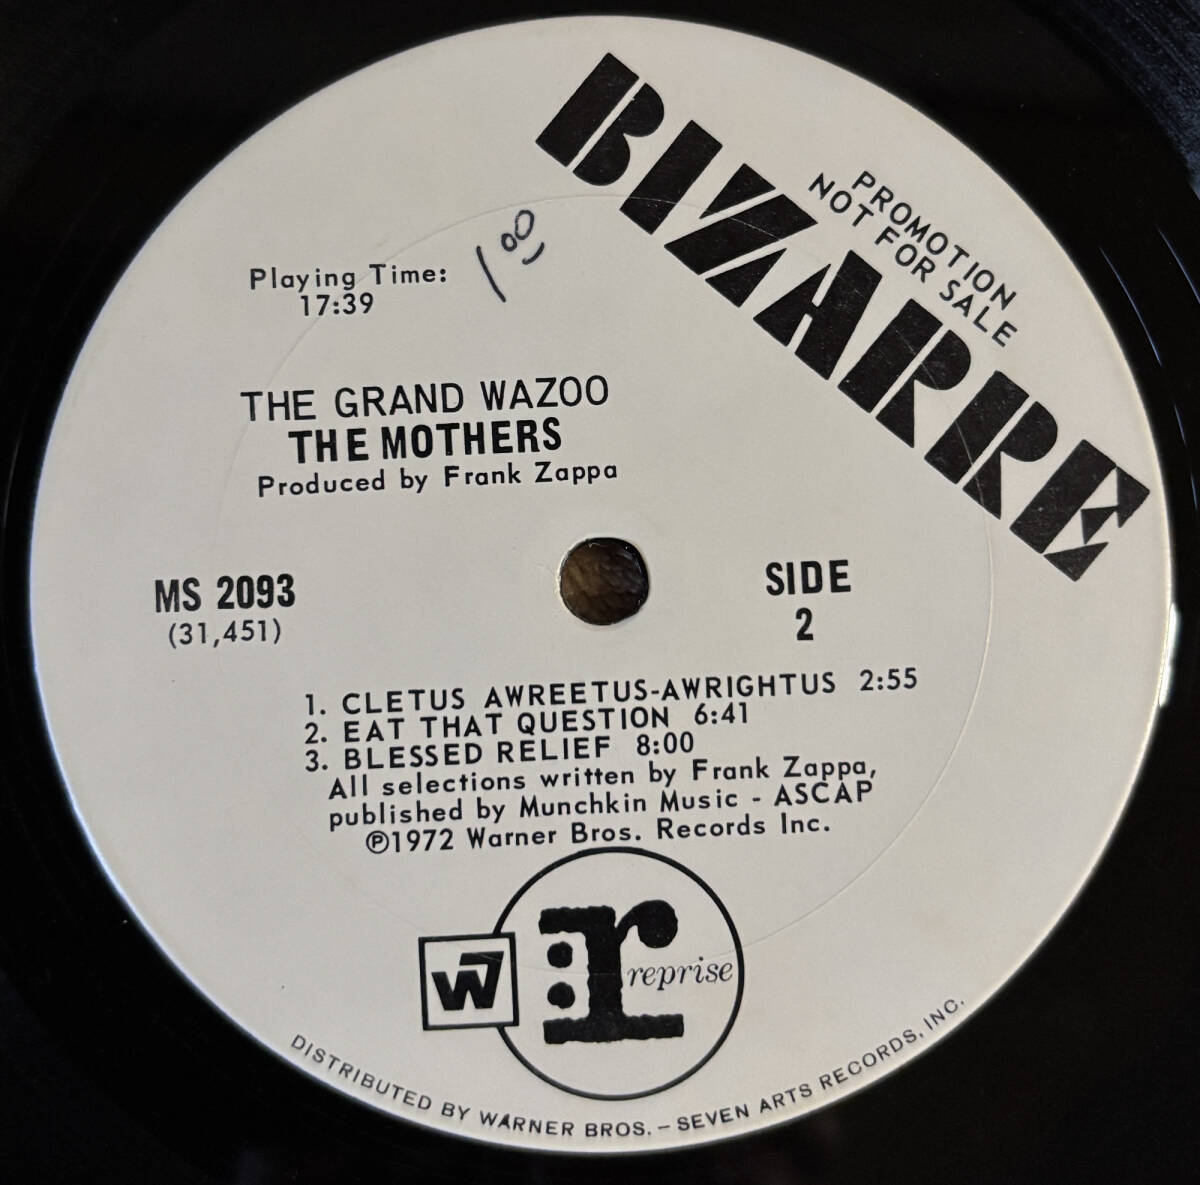 BIZARRE
PROMOTION
NOT FOR SALE
1 00
Playing Time:
17:39
THE GRAND WAZOO
THE MOTHERS
Produced by Frank Zappa
MS 2093
(31,451)
SIDE
2
1. CLETUS AWREETUS-AWRIGHTUS 2:55
2. EAT THAT QUESTION 6:41
3. BLESSED RELIEF 8:00
All selections written by Frank Zappa,
published by Munchkin Music - ASCAP
℗1972 Warner Bros. Records Inc.
W7
:r
reprise
DISTRIBUTED BY WARNER BROS. – SEVEN ARTS RECORDS, INC.